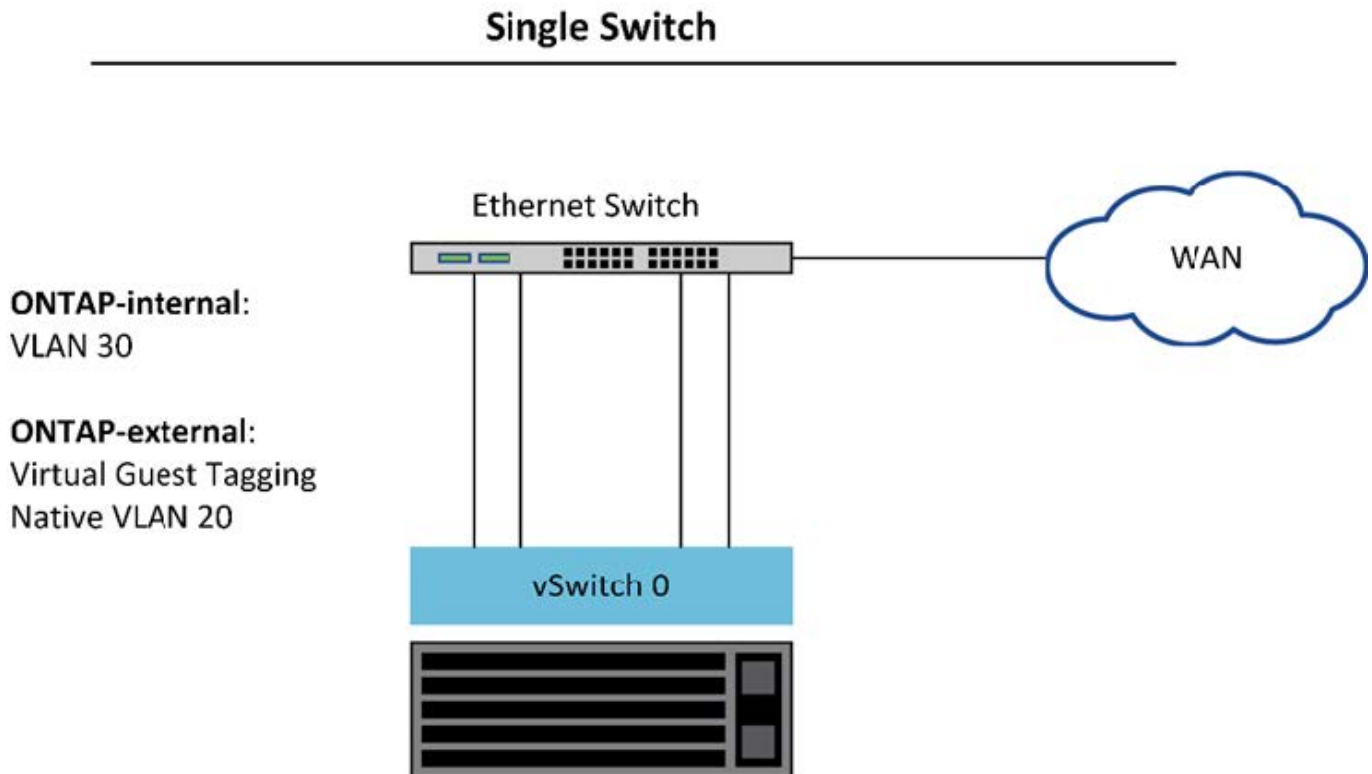 Single Switch
Ethernet Switch
WAN
ONTAP-internal:
VLAN 30
ONTAP-external:
Virtual Guest Tagging
Native VLAN 20
vSwitch 0